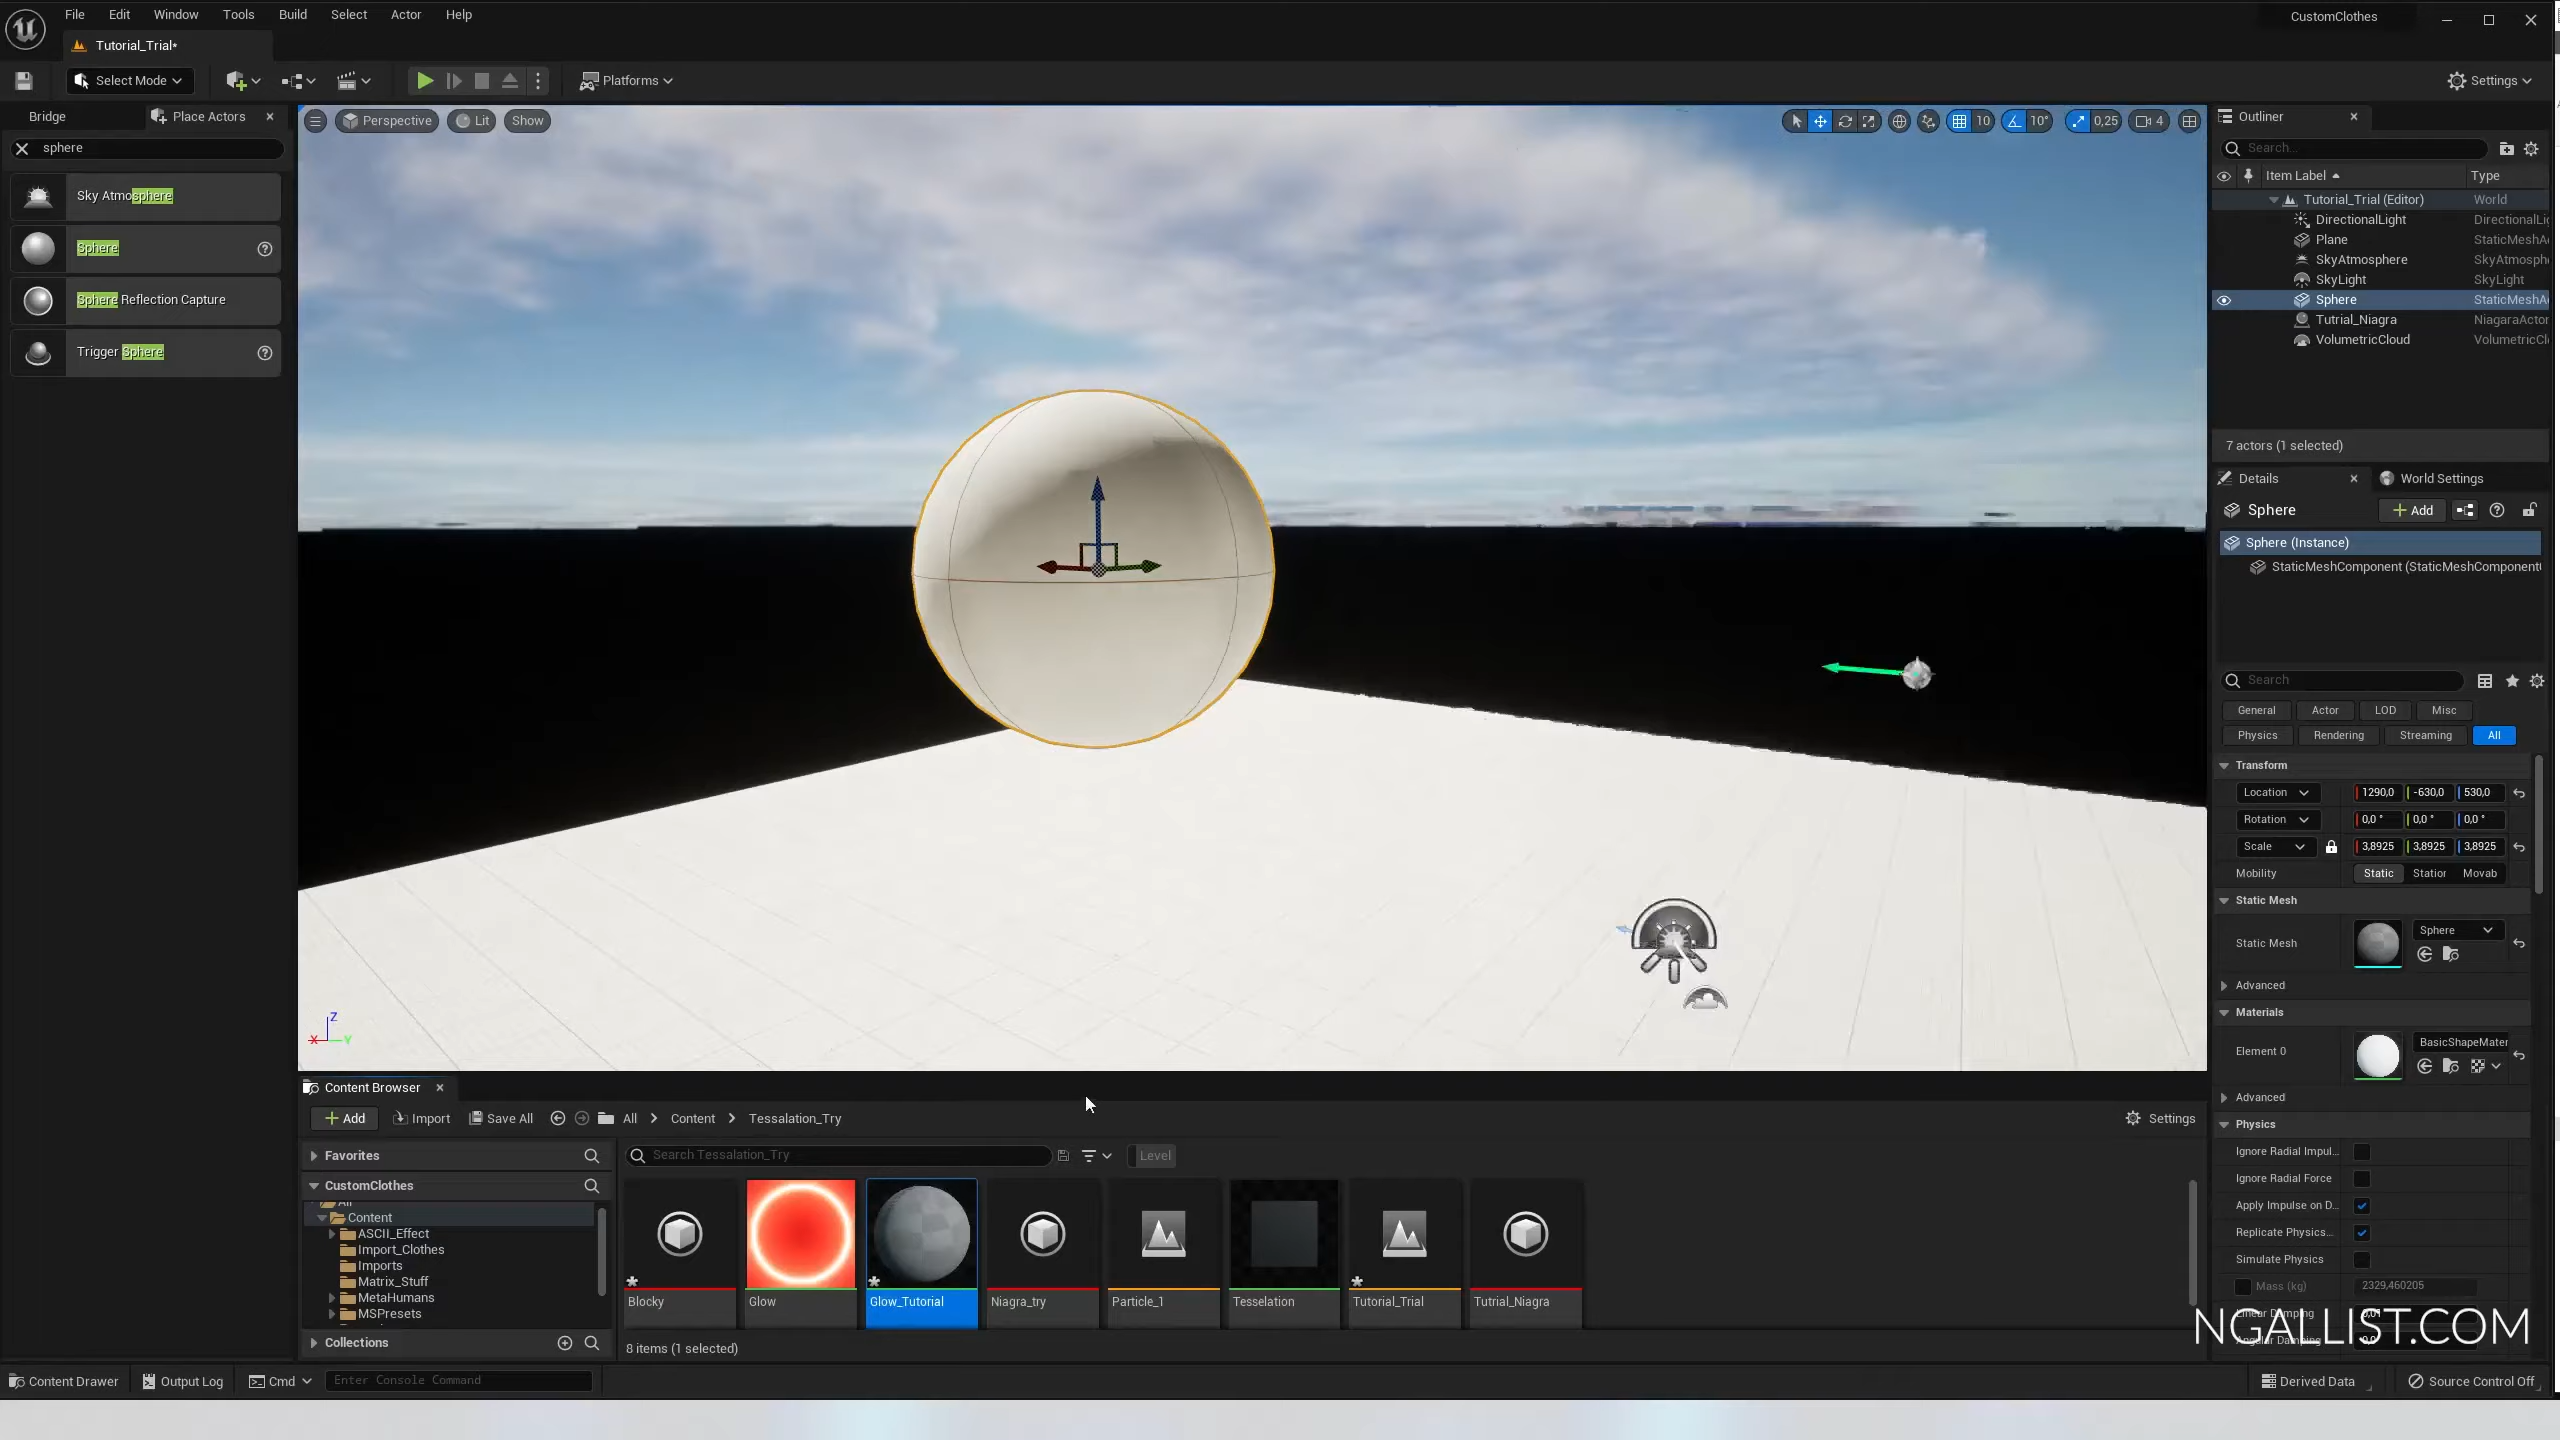 File Edit Window Tools Build Select Actor Help
CustomClothes
Tutorial_Trial*
Select Mode
Platforms
Settings
Bridge
Place Actors
sphere
Sky Atmosphere
Sphere
Sphere Reflection Capture
Trigger Sphere
Perspective
Lit
Show
10
10°
0,25
4
Z
X
Y
Outliner
Search...
Item Label
Type
Tutorial_Trial (Editor) World
DirectionalLight DirectionalLi
Plane StaticMeshA
SkyAtmosphere SkyAtmosph
SkyLight SkyLight
Sphere StaticMeshA
Tutrial_Niagra NiagaraActor
VolumetricCloud VolumetricCl
7 actors (1 selected)
Details
World Settings
Sphere
Add
Sphere (Instance)
StaticMeshComponent (StaticMeshComponent
Search
General Actor LOD Misc
Physics Rendering Streaming All
Transform
Location 1290,0 -630,0 530,0
Rotation 0,0 ° 0,0 ° 0,0 °
Scale 3,8925 3,8925 3,8925
Mobility Static Station Movab
Static Mesh
Static Mesh Sphere
Advanced
Materials
Element 0 BasicShapeMater
Advanced
Physics
Ignore Radial Impul...
Ignore Radial Force
Apply Impulse on D...
Replicate Physics...
Simulate Physics
Mass (kg) 2329,460205
Linear Damping
Angular Damping
NGALLIST.COM
Content Browser
Add
Import
Save All
All
Content
Tessalation_Try
Settings
Favorites
Search Tessalation_Try
Level
CustomClothes
All
Content
ASCII_Effect
Import_Clothes
Imports
Matrix_Stuff
MetaHumans
MSPresets
Collections
Blocky
Glow
Glow_Tutorial
Niagra_try
Particle_1
Tesselation
Tutorial_Trial
Tutrial_Niagra
8 items (1 selected)
Content Drawer
Output Log
Cmd
Enter Console Command
Derived Data
Source Control Off